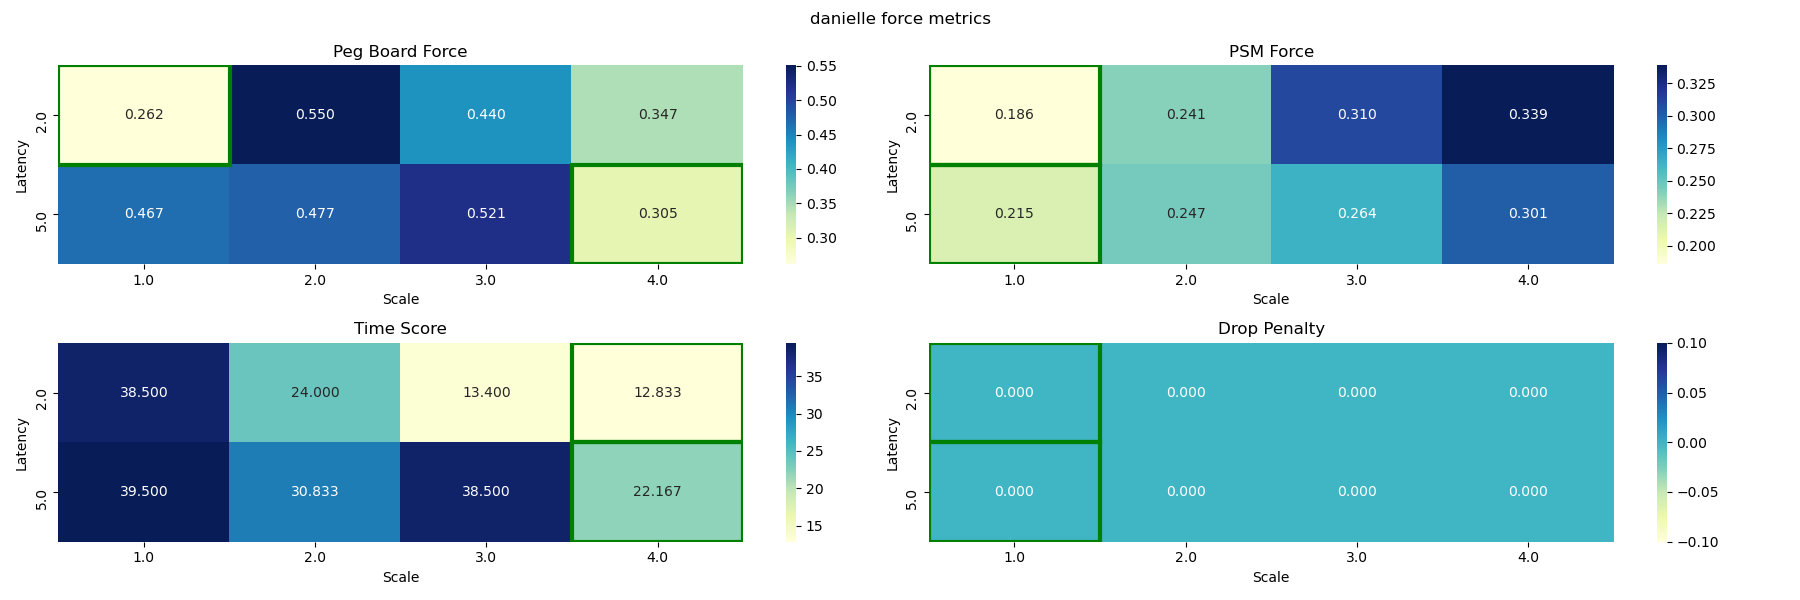 danielle force metrics
Peg Board Force
0.262 0.550 0.440 0.347
0.467 0.477 0.521 0.305
2.0
5.0
Latency
1.0 2.0 3.0 4.0
Scale
0.55
0.50
0.45
0.40
0.35
0.30
PSM Force
0.186 0.241 0.310 0.339
0.215 0.247 0.264 0.301
2.0
5.0
Latency
1.0 2.0 3.0 4.0
Scale
0.325
0.300
0.275
0.250
0.225
0.200
Time Score
38.500 24.000 13.400 12.833
39.500 30.833 38.500 22.167
2.0
5.0
Latency
1.0 2.0 3.0 4.0
Scale
35
30
25
20
15
Drop Penalty
0.000 0.000 0.000 0.000
0.000 0.000 0.000 0.000
2.0
5.0
Latency
1.0 2.0 3.0 4.0
Scale
0.10
0.05
0.00
−0.05
−0.10